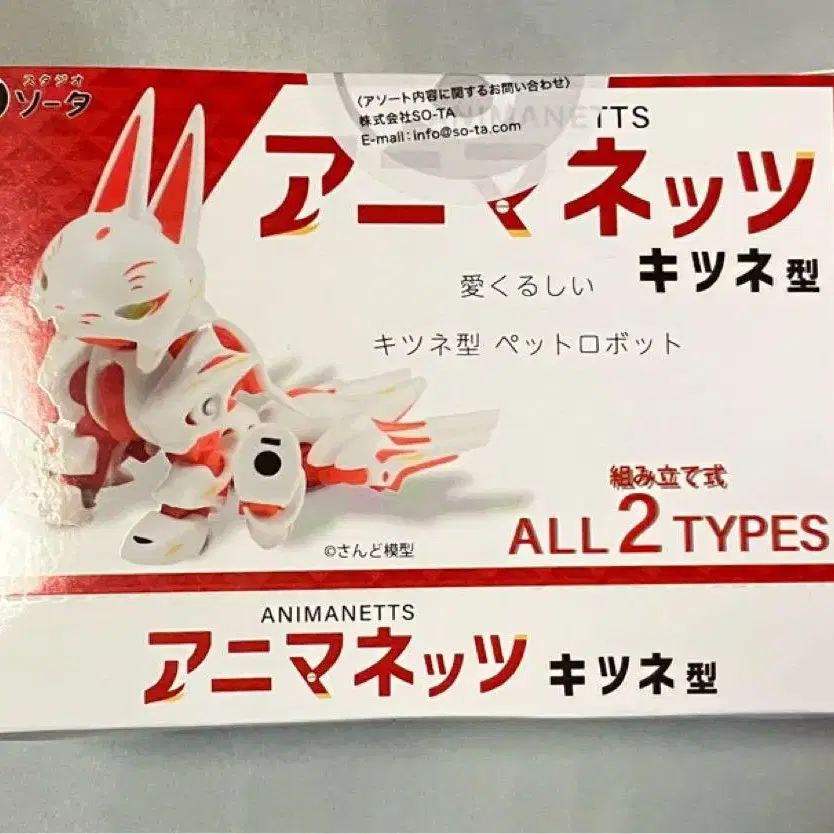 スタジオ
ソータ
〈アソート内容に関するお問い合わせ〉
株式会社SO-TA
E-mail：info@so-ta.com
ANIMANETTS
アニマネッツ
キツネ型
愛くるしい
キツネ型 ペットロボット
組み立て式
ALL 2 TYPES
©さんど模型
ANIMANETTS
アニマネッツ キツネ型